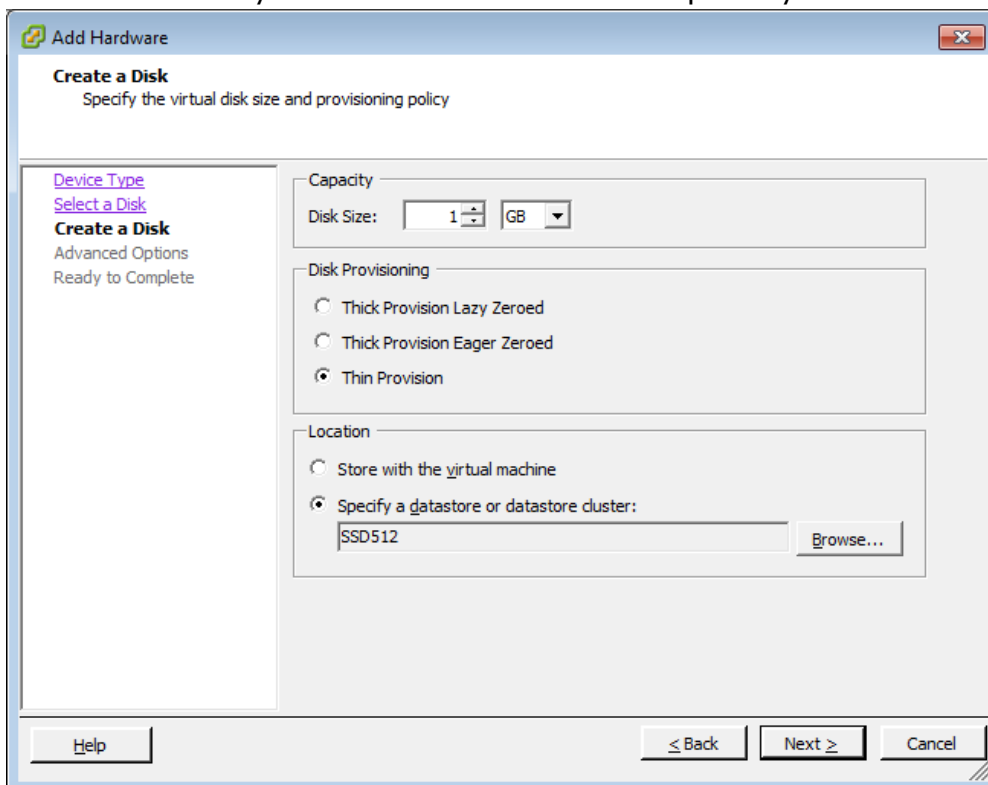 Add Hardware
Create a Disk
Specify the virtual disk size and provisioning policy
Device Type
Select a Disk
Create a Disk
Advanced Options
Ready to Complete
Capacity
Disk Size: 1 GB
Disk Provisioning
Thick Provision Lazy Zeroed
Thick Provision Eager Zeroed
Thin Provision
Location
Store with the virtual machine
Specify a datastore or datastore cluster:
SSD512
Browse...
Help
< Back
Next >
Cancel